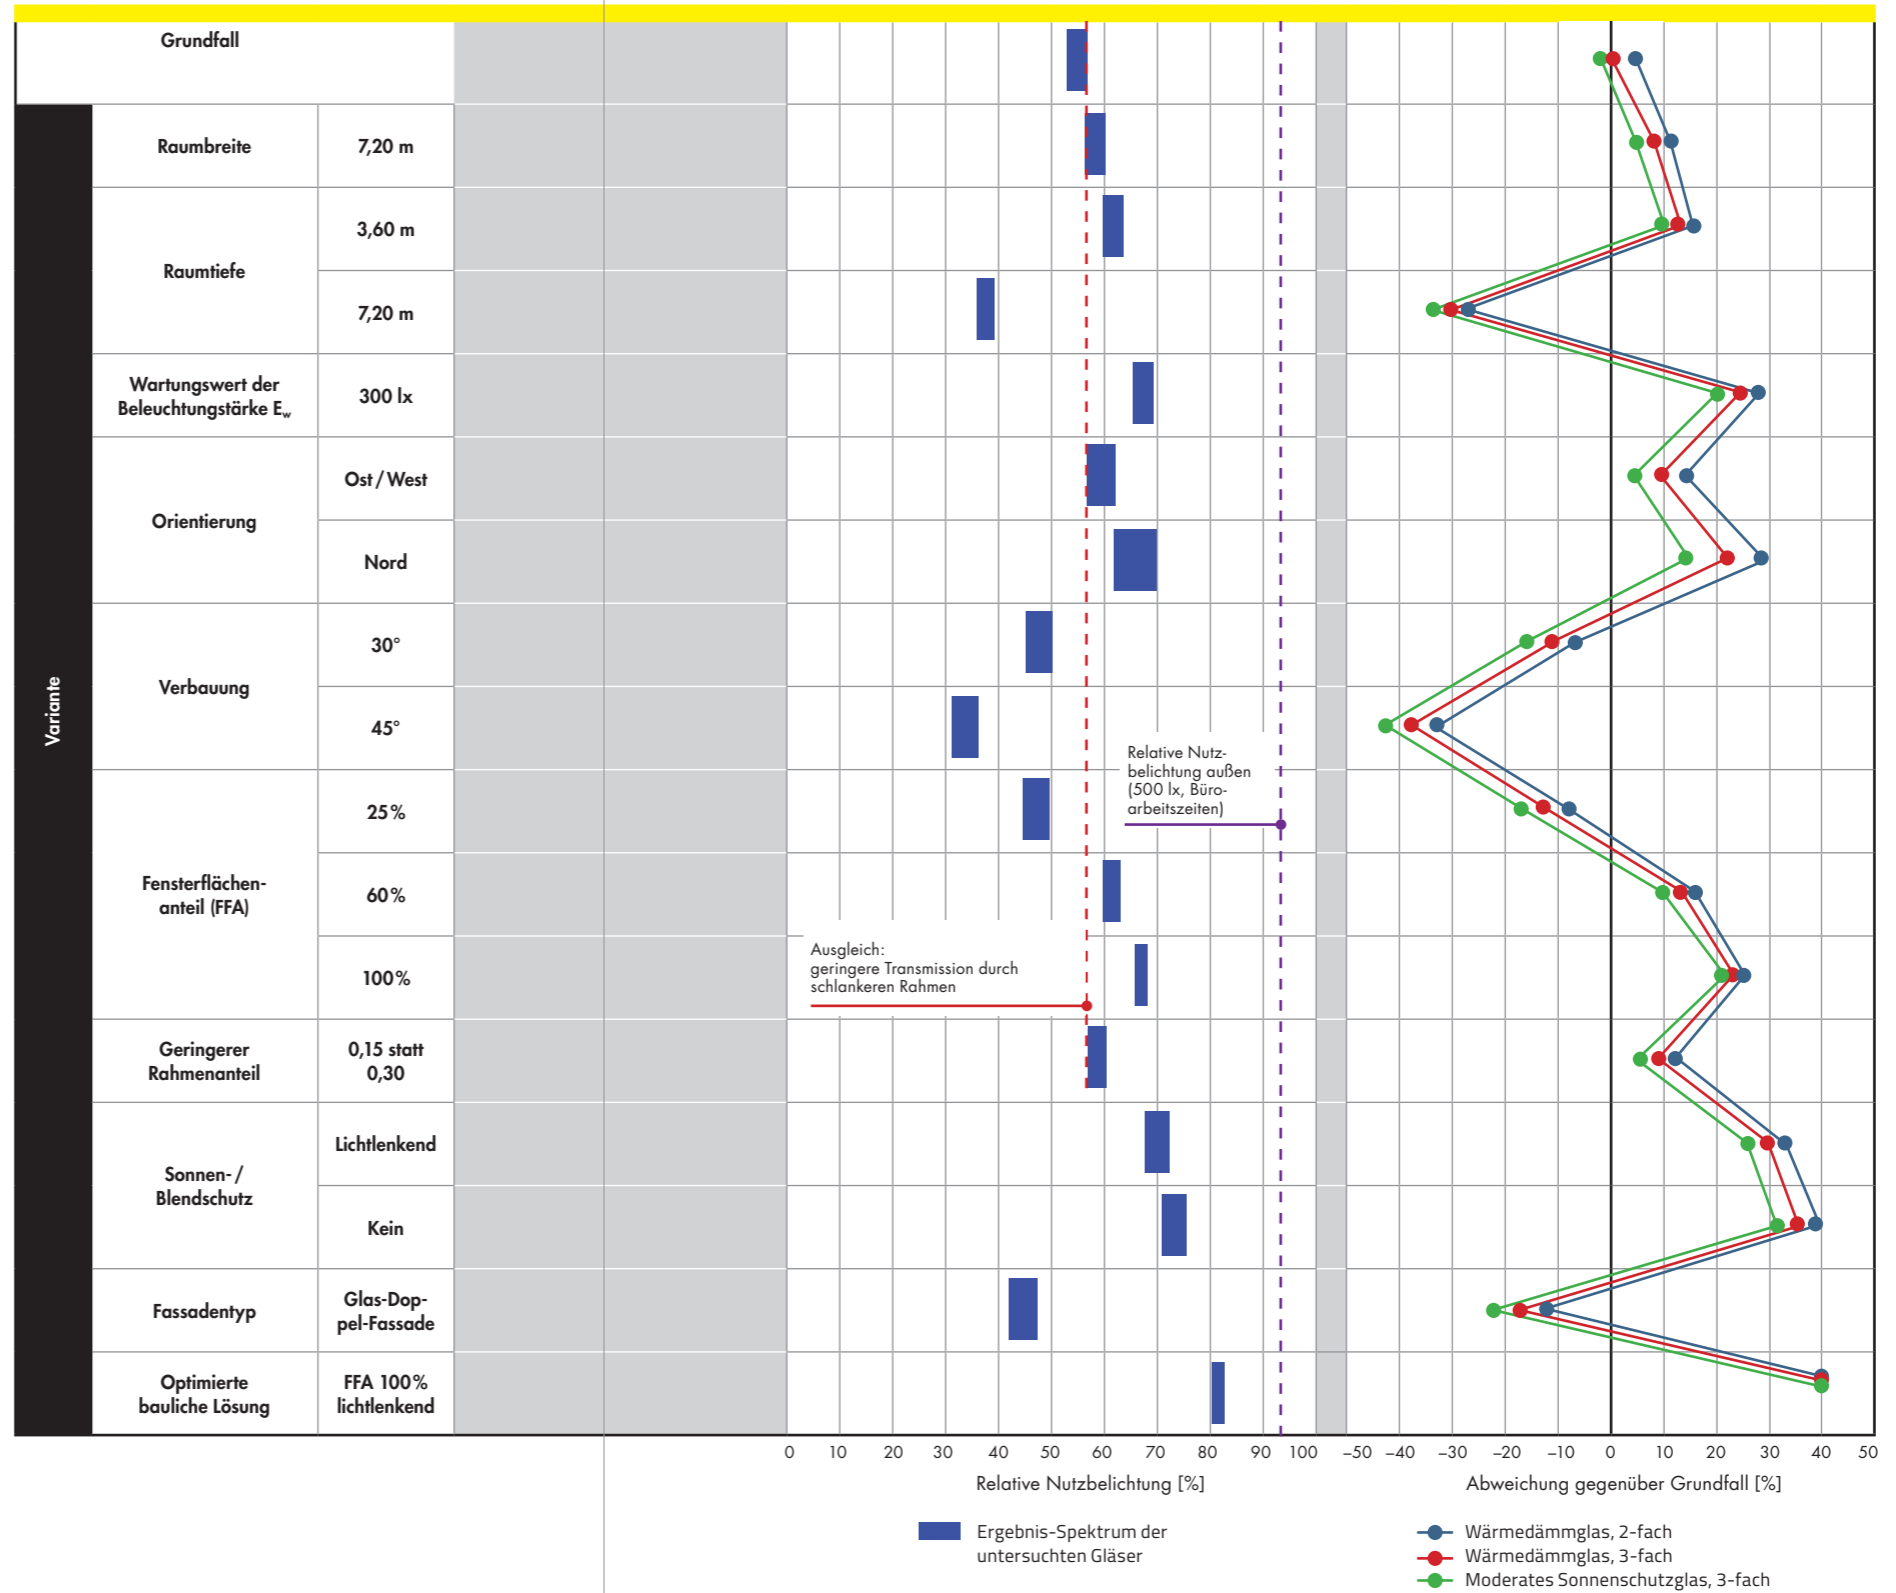 Grundfall
Variante
Raumbreite
7,20 m
Raumtiefe
3,60 m
7,20 m
Wartungswert der
Beleuchtungstärke Ew
300 lx
Orientierung
Ost / West
Nord
Verbauung
30°
45°
Relative Nutz-
belichtung außen
(500 lx, Büro-
arbeitszeiten)
Fensterflächen-
anteil (FFA)
25 %
60 %
100 %
Ausgleich:
geringere Transmission durch
schlankeren Rahmen
Geringerer
Rahmenanteil
0,15 statt
0,30
Sonnen- /
Blendschutz
Lichtlenkend
Kein
Fassadentyp
Glas-Dop-
pel-Fassade
Optimierte
bauliche Lösung
FFA 100 %
lichtlenkend
0 10 20 30 40 50 60 70 80 90 100
Relative Nutzbelichtung [%]
–50 –40 –30 –20 –10 0 10 20 30 40 50
Abweichung gegenüber Grundfall [%]
Ergebnis-Spektrum der
untersuchten Gläser
Wärmedämmglas, 2-fach
Wärmedämmglas, 3-fach
Moderates Sonnenschutzglas, 3-fach